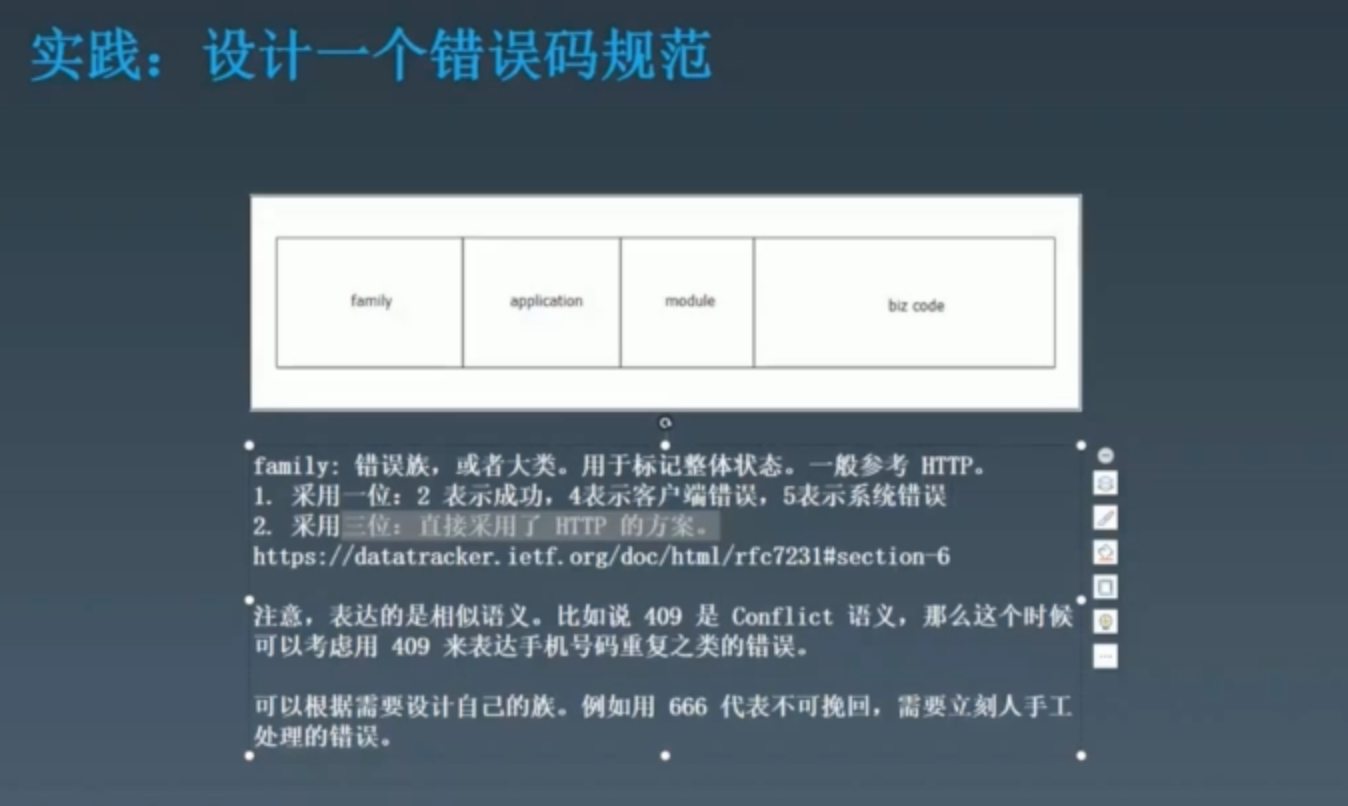 实践：设计一个错误码规范
family
application
module
biz code
family: 错误族，或者大类。用于标记整体状态。一般参考 HTTP。
1. 采用一位：2 表示成功，4表示客户端错误，5表示系统错误
2. 采用三位：直接采用了 HTTP 的方案。
https://datatracker.ietf.org/doc/html/rfc7231#section-6
注意，表达的是相似语义。比如说 409 是 Conflict 语义，那么这个时候
可以考虑用 409 来表达手机号码重复之类的错误。
可以根据需要设计自己的族。例如用 666 代表不可挽回，需要立刻人手工
处理的错误。